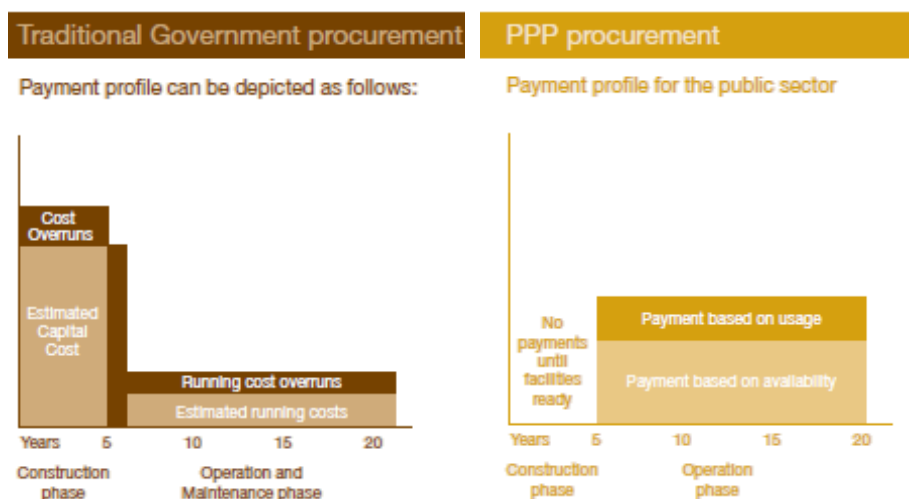 Traditional Government procurement
Payment profile can be depicted as follows:
Cost
Overruns
Estimated
Capital
Cost
Running cost overruns
Estimated running costs
Years 5 10 15 20
Construction
phase
Operation and
Maintenance phase
PPP procurement
Payment profile for the public sector
No
payments
until
facilities
ready
Payment based on usage
Payment based on availability
Years 5 10 15 20
Construction
phase
Operation
phase